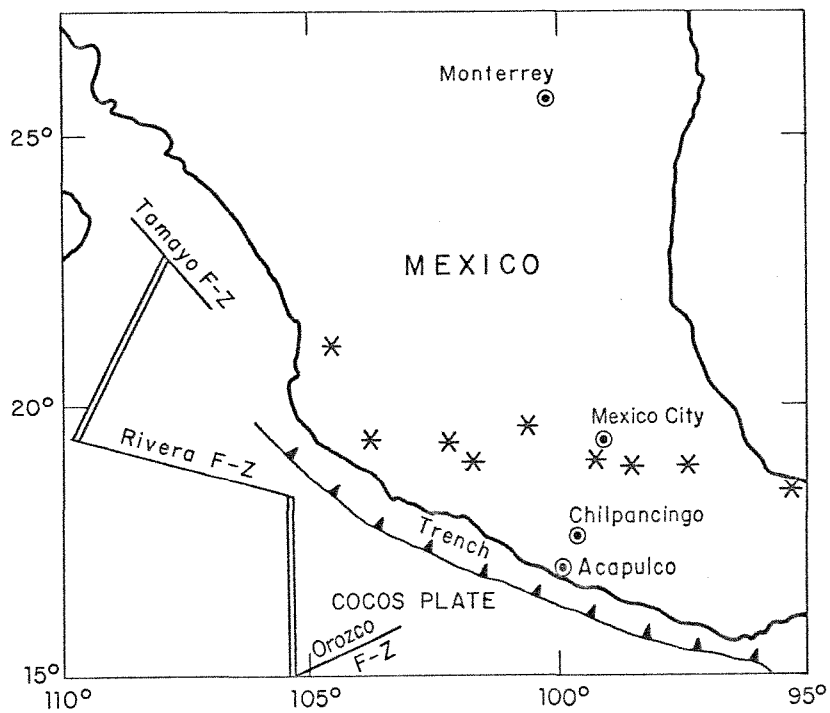 Monterrey
25°
Tamayo F-Z
MEXICO
20°
Rivera F-Z
Mexico City
Chilpancingo
Trench
Acapulco
COCOS PLATE
Orozco
F-Z
15°
110°
105°
100°
95°